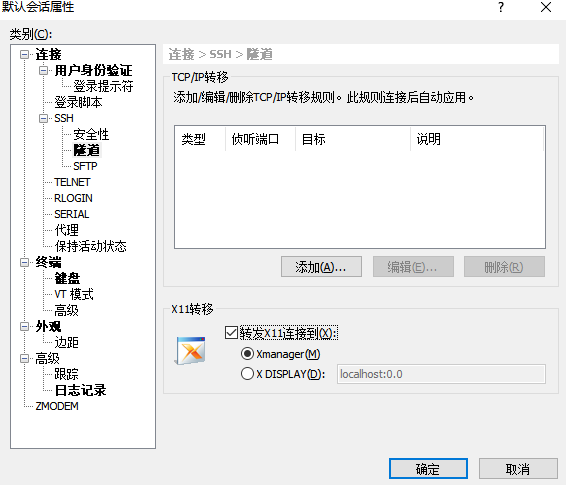 默认会话属性
类别(C):
连接
用户身份验证
登录提示符
登录脚本
SSH
安全性
隧道
SFTP
TELNET
RLOGIN
SERIAL
代理
保持活动状态
终端
键盘
VT 模式
高级
外观
边距
高级
跟踪
日志记录
ZMODEM
连接 > SSH > 隧道
TCP/IP转移
添加/编辑/删除TCP/IP转移规则。此规则连接后自动应用。
类型 侦听端口 目标 说明
添加(A)... 编辑(E)... 删除(R)
X11转移
转发X11连接到(X):
Xmanager(M)
X DISPLAY(D): localhost:0.0
确定 取消